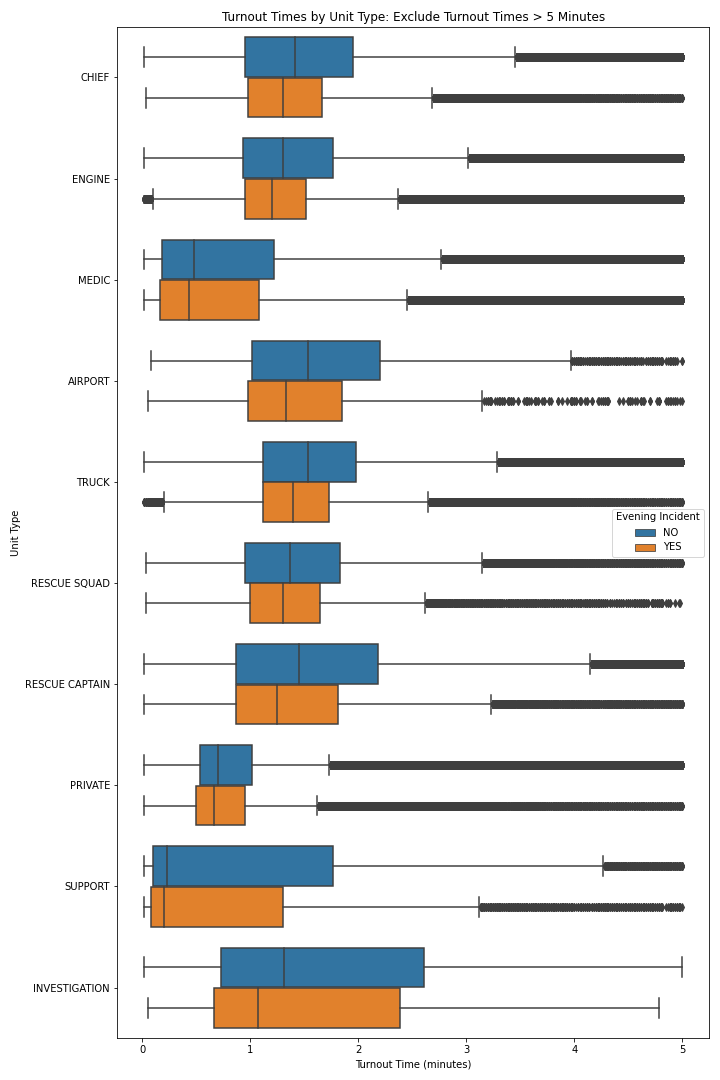 Turnout Times by Unit Type: Exclude Turnout Times > 5 Minutes
CHIEF
ENGINE
MEDIC
AIRPORT
TRUCK
RESCUE SQUAD
RESCUE CAPTAIN
PRIVATE
SUPPORT
INVESTIGATION
Unit Type
Evening Incident
NO
YES
0 1 2 3 4 5
Turnout Time (minutes)